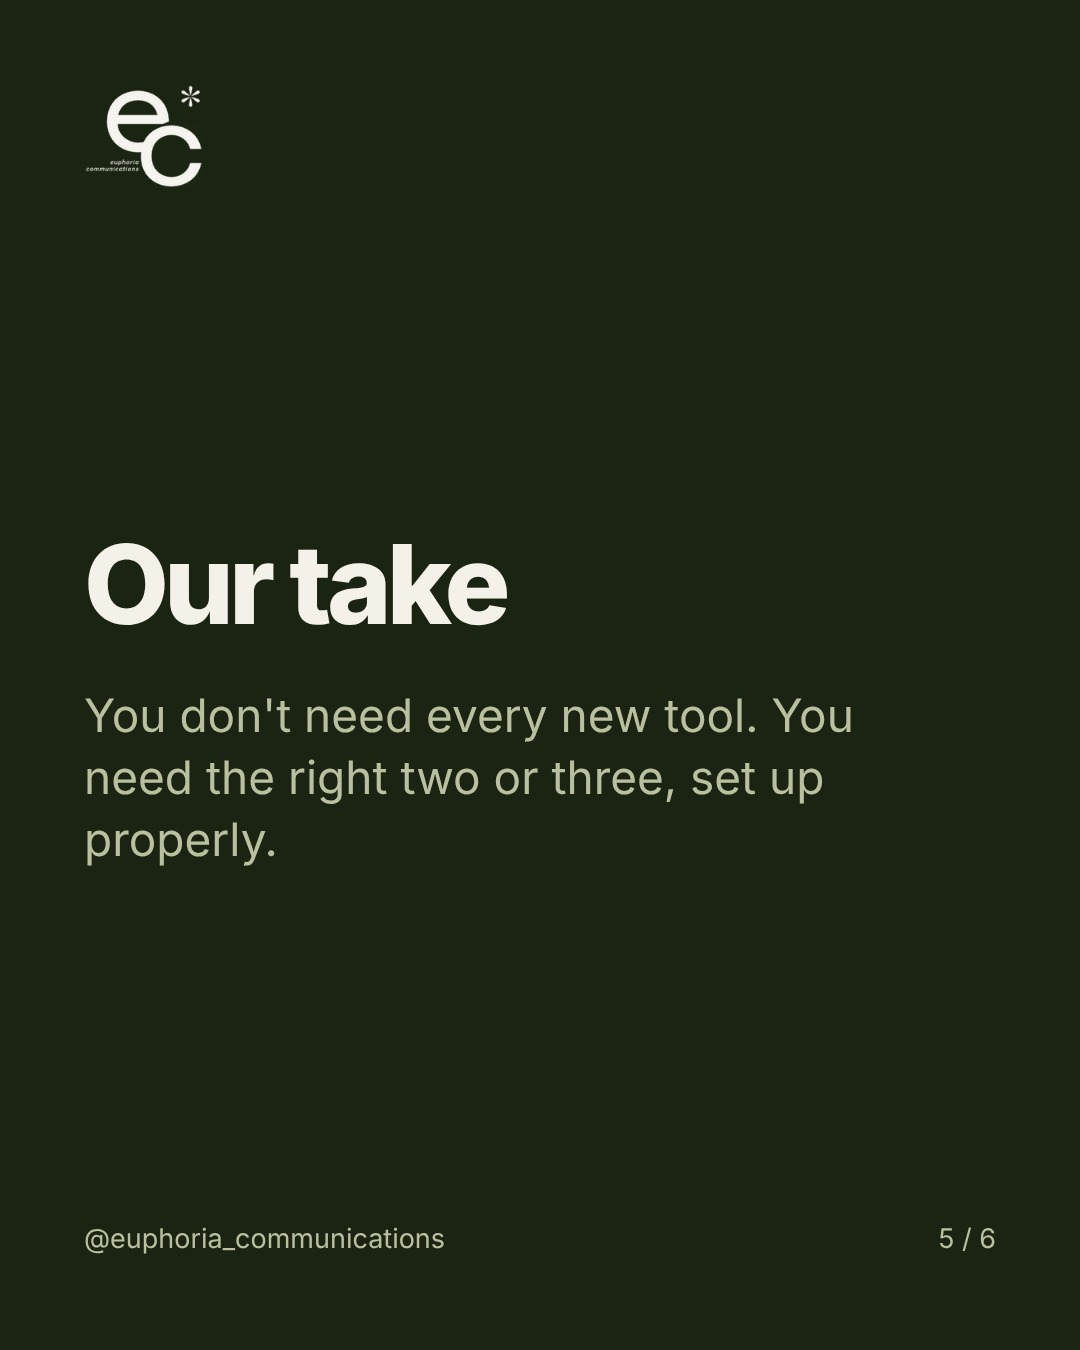 ec*
euphoria
communications
Our take
You don't need every new tool. You
need the right two or three, set up
properly.
@euphoria_communications
5 / 6